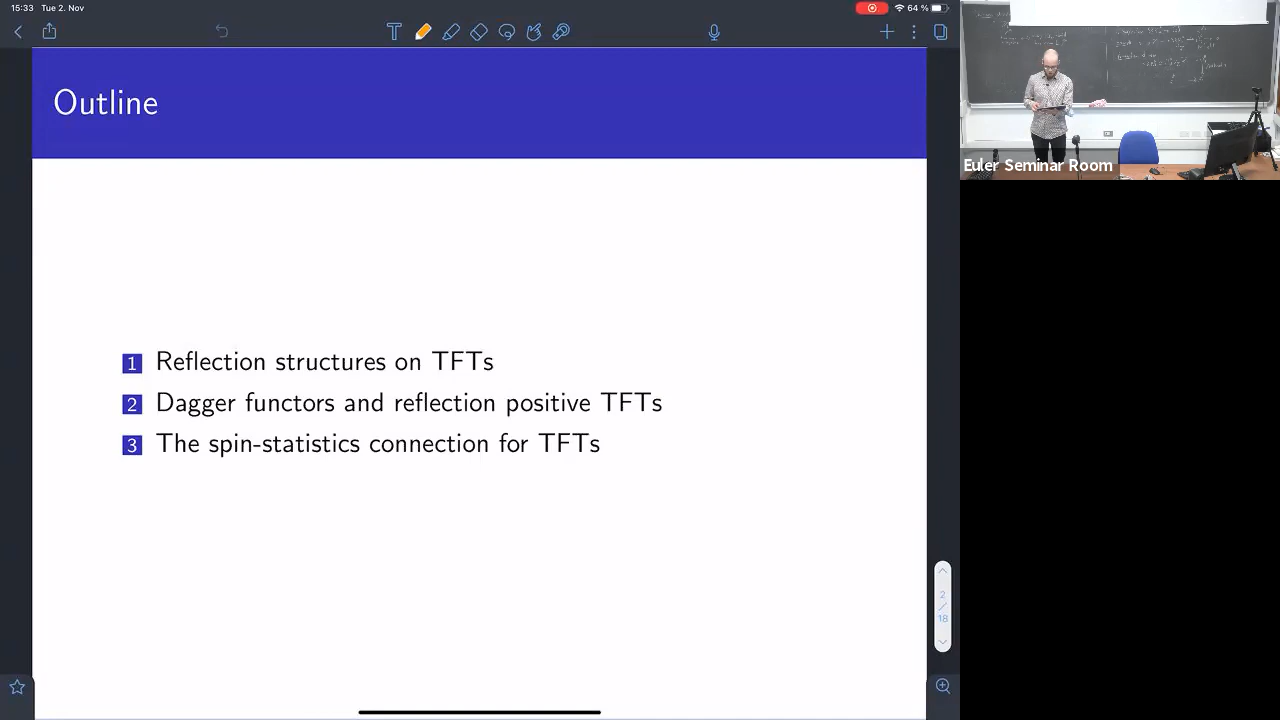 15:33 Tue 2. Nov
64 %
Outline
1 Reflection structures on TFTs
2 Dagger functors and reflection positive TFTs
3 The spin-statistics connection for TFTs
2
/
18
Euler Seminar Room